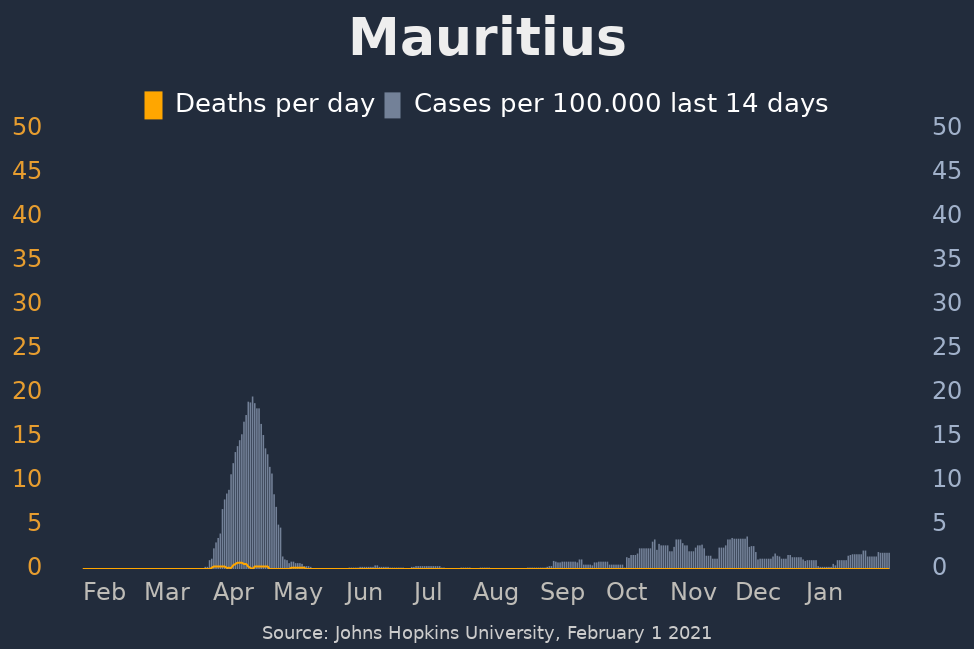 Mauritius
Deaths per day Cases per 100.000 last 14 days
50 50
45 45
40 40
35 35
30 30
25 25
20 20
15 15
10 10
5 5
0 0
Feb Mar Apr May Jun Jul Aug Sep Oct Nov Dec Jan
Source: Johns Hopkins University, February 1 2021